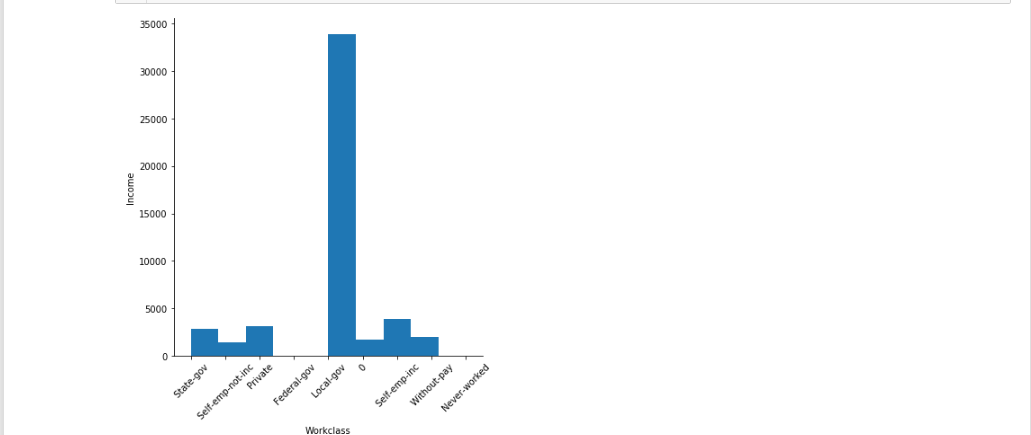 35000
30000
25000
20000
15000
10000
5000
0
Income
State-gov
Self-emp-not-inc
Private
Federal-gov
Local-gov
0
Self-emp-inc
Without-pay
Never-worked
Workclass